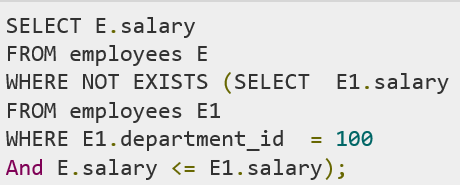 SELECT E.salary
FROM employees E
WHERE NOT EXISTS (SELECT  E1.salary
FROM employees E1
WHERE E1.department_id  = 100
And E.salary <= E1.salary);